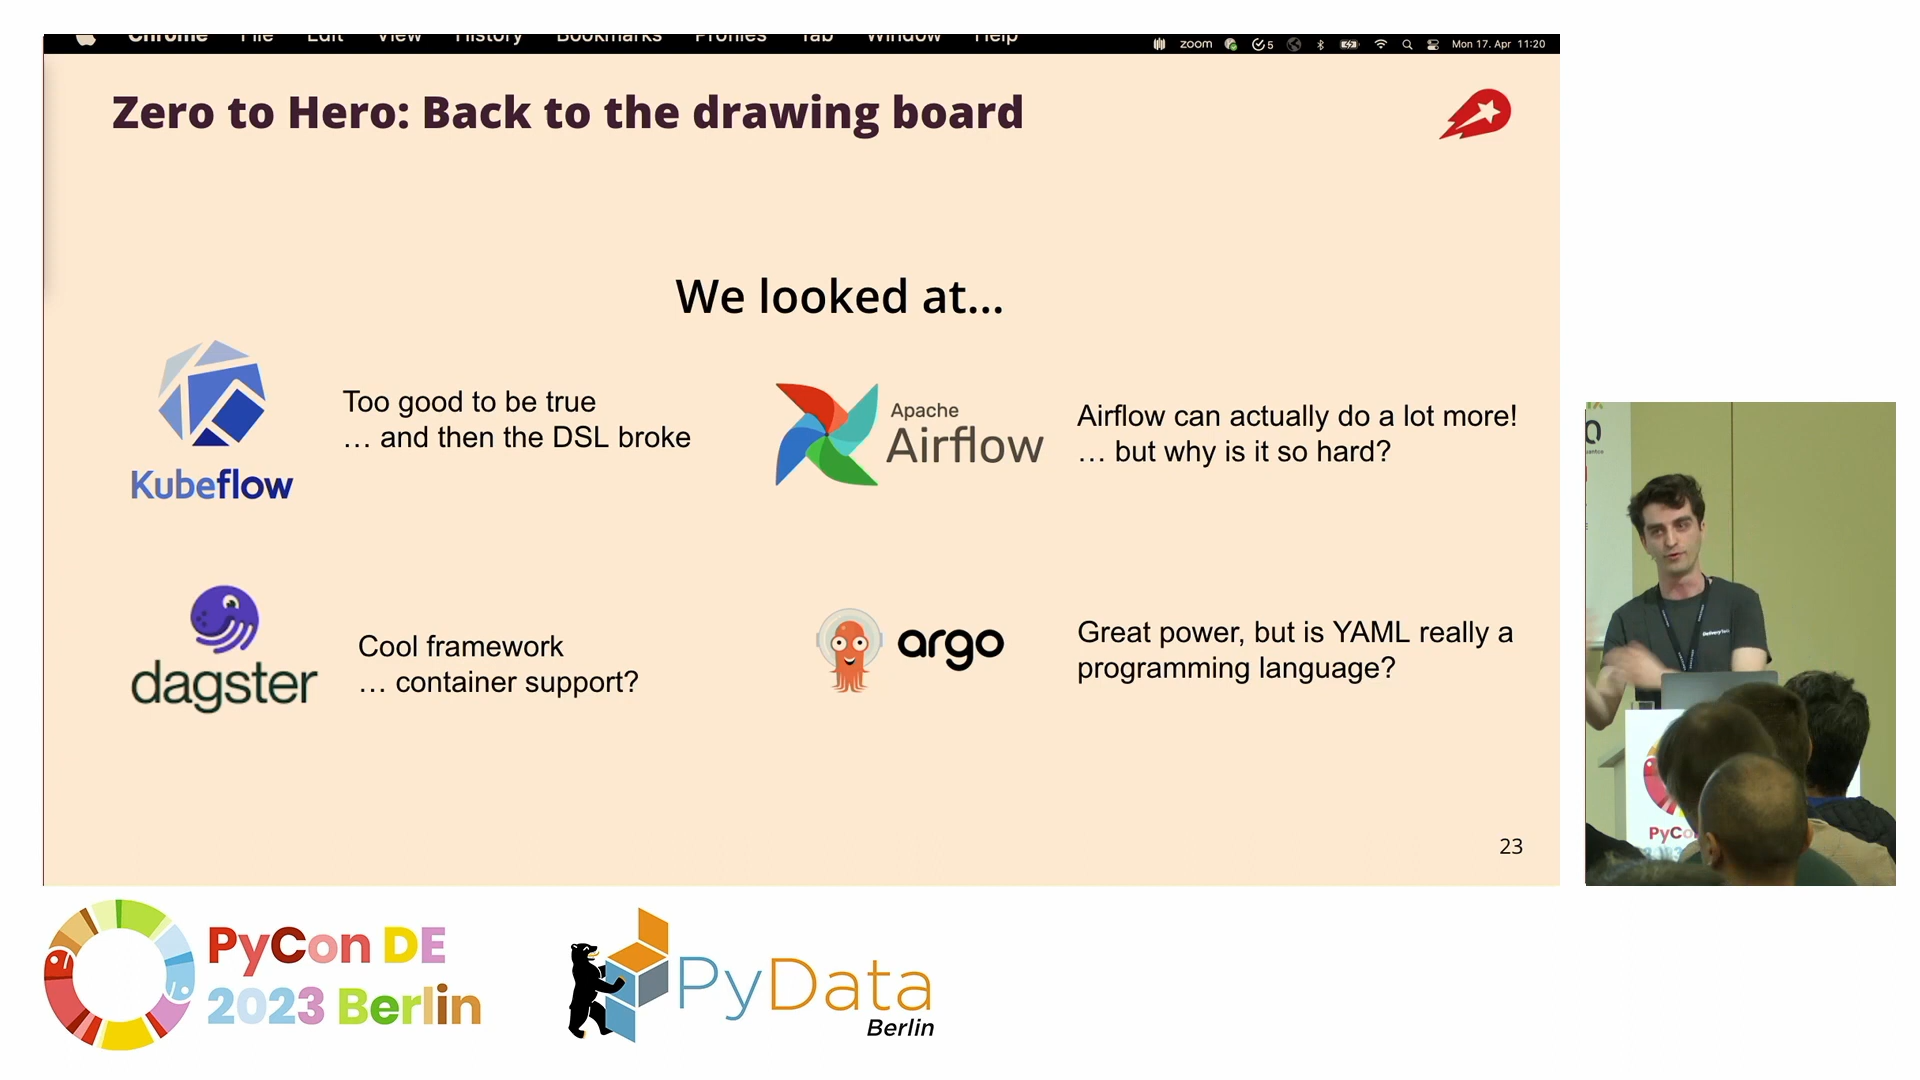 Chrome File Edit View History Bookmarks Profiles Tab Window Help
zoom 5 Mon 17. Apr 11:20
Zero to Hero: Back to the drawing board
We looked at...
Kubeflow
Too good to be true
... and then the DSL broke
Apache
Airflow
Airflow can actually do a lot more!
... but why is it so hard?
dagster
Cool framework
... container support?
argo
Great power, but is YAML really a
programming language?
23
PyCo
PyCon DE
2023 Berlin
PyData
Berlin